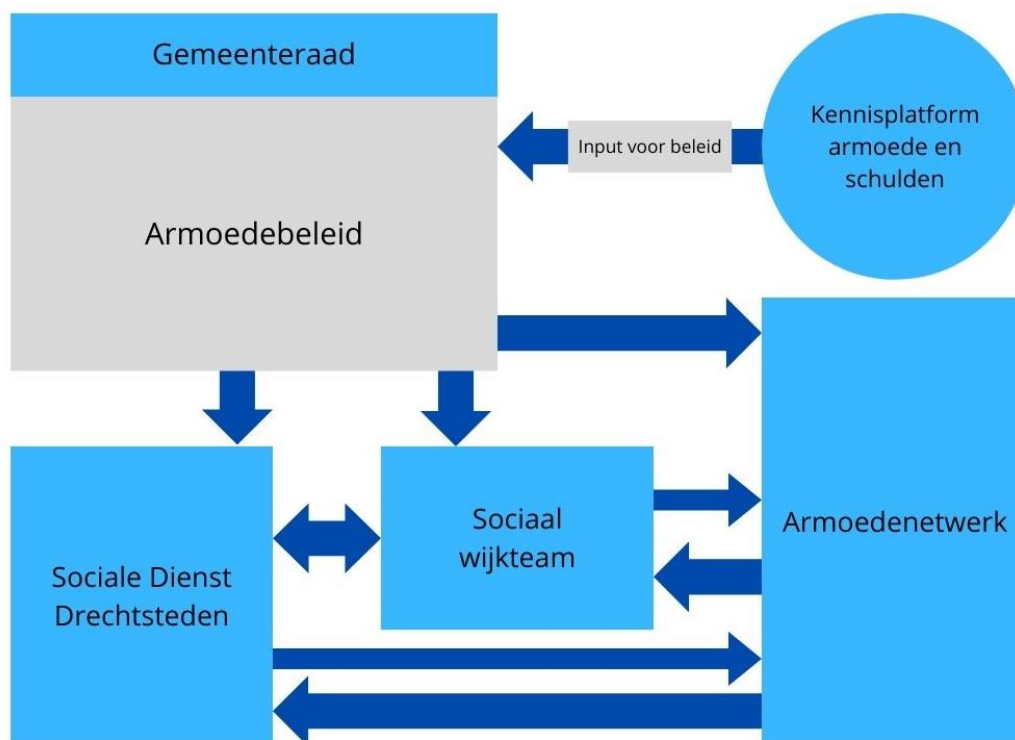 Gemeenteraad
Armoedebeleid
Input voor beleid
Kennisplatform
armoede en
schulden
Sociale Dienst
Drechtsteden
Sociaal
wijkteam
Armoedenetwerk